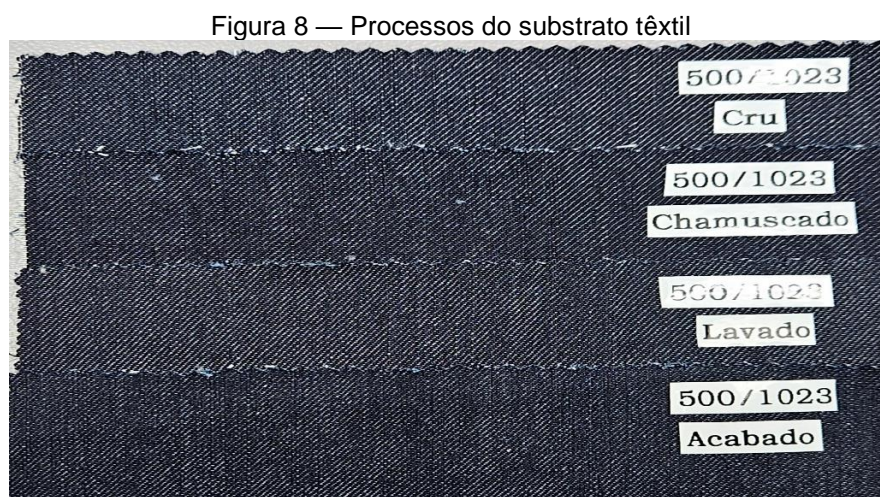 Figura 8 — Processos do substrato têxtil
500/1023
Cru
500/1023
Chamuscado
500/1023
Lavado
500/1023
Acabado